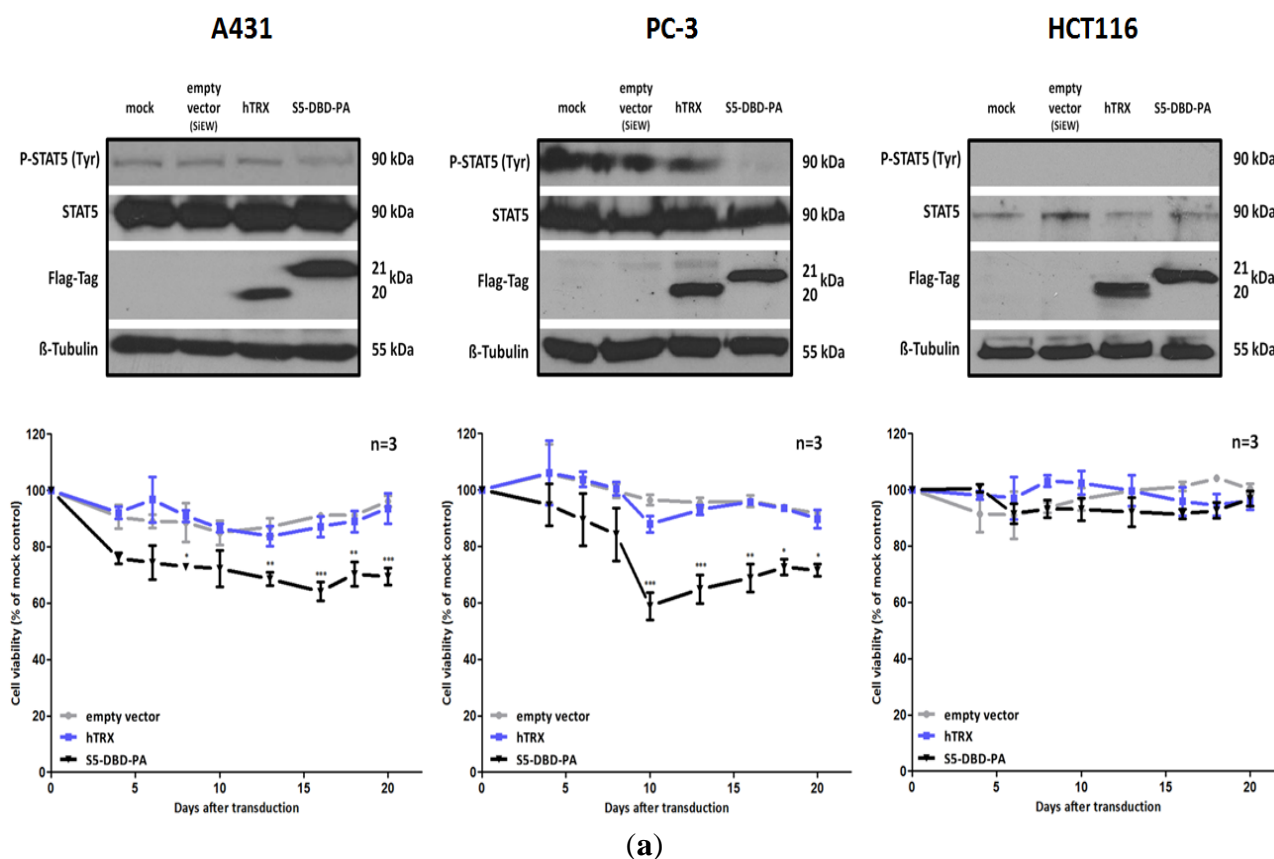 A431
PC-3
HCT116
mock
empty
vector
(SiEW)
hTRX
S5-DBD-PA
P-STAT5 (Tyr)
90 kDa
STAT5
90 kDa
Flag-Tag
21
kDa
20
ß-Tubulin
55 kDa
mock
empty
vector
(SiEW)
hTRX
S5-DBD-PA
P-STAT5 (Tyr)
90 kDa
STAT5
90 kDa
Flag-Tag
21
kDa
20
ß-Tubulin
55 kDa
mock
empty
vector
(SiEW)
hTRX
S5-DBD-PA
P-STAT5 (Tyr)
90 kDa
STAT5
90 kDa
Flag-Tag
21
kDa
20
ß-Tubulin
55 kDa
Cell viability (% of mock control)
120
100
80
60
40
20
0
n=3
*
**
***
**
***
empty vector
hTRX
S5-DBD-PA
0 5 10 15 20
Days after transduction
Cell viability (% of mock control)
120
100
80
60
40
20
0
n=3
***
***
**
*
*
empty vector
hTRX
S5-DBD-PA
0 5 10 15 20
Days after transduction
Cell viability (% of mock control)
120
100
80
60
40
20
0
n=3
empty vector
hTRX
S5-DBD-PA
0 5 10 15 20
Days after transduction
(a)